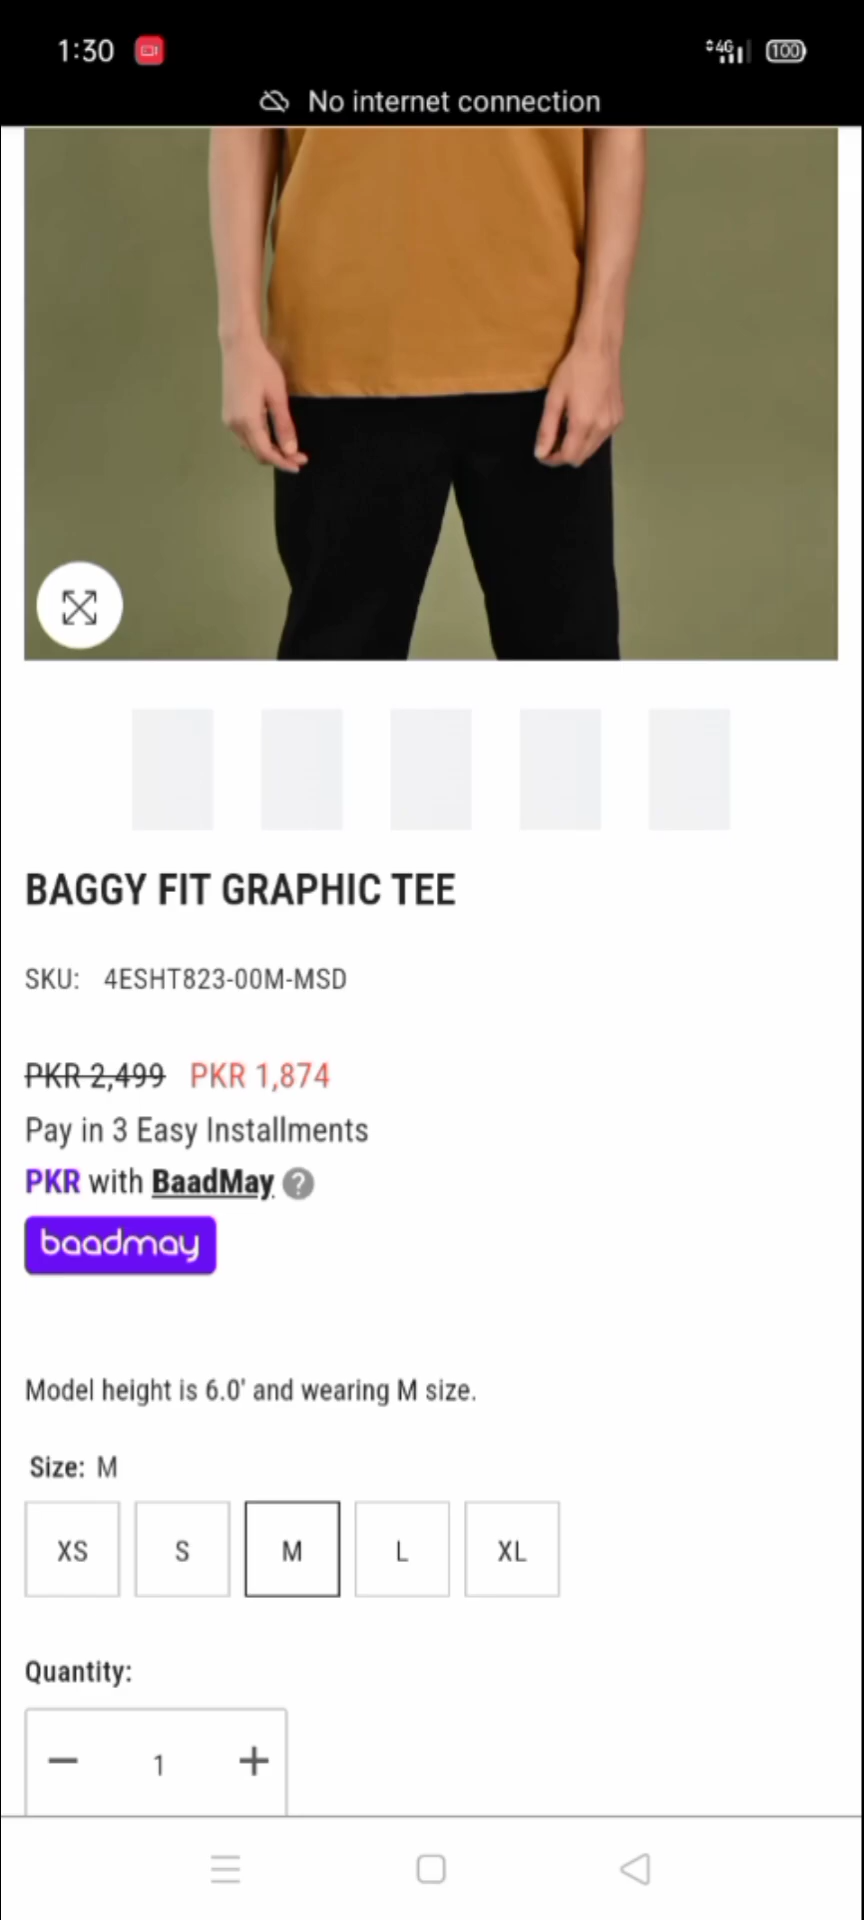 1:30 4G 100
No internet connection
BAGGY FIT GRAPHIC TEE
SKU: 4ESHT823-00M-MSD
PKR 2,499 PKR 1,874
Pay in 3 Easy Installments
PKR with BaadMay ?
baadmay
Model height is 6.0' and wearing M size.
Size: M
XS S M L XL
Quantity:
− 1 +